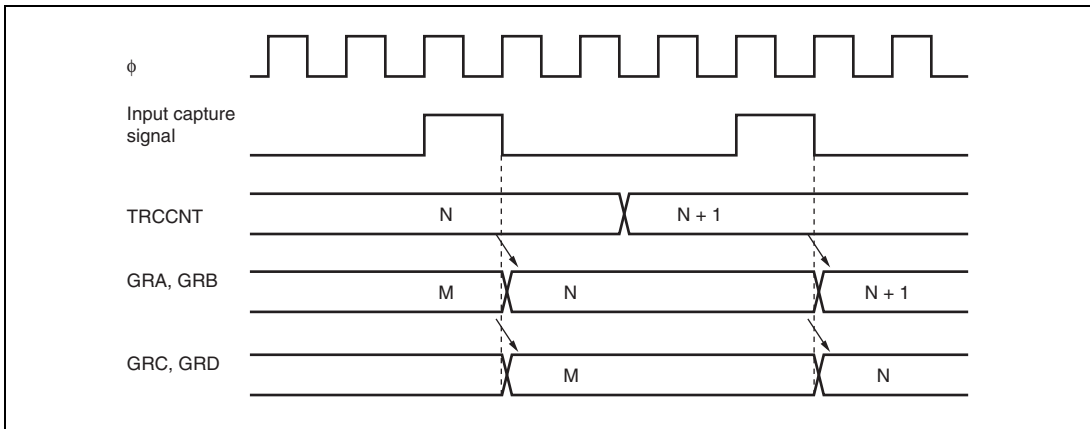 ϕ
Input capture
signal
TRCCNT
N
N + 1
GRA, GRB
M
N
N + 1
GRC, GRD
M
N